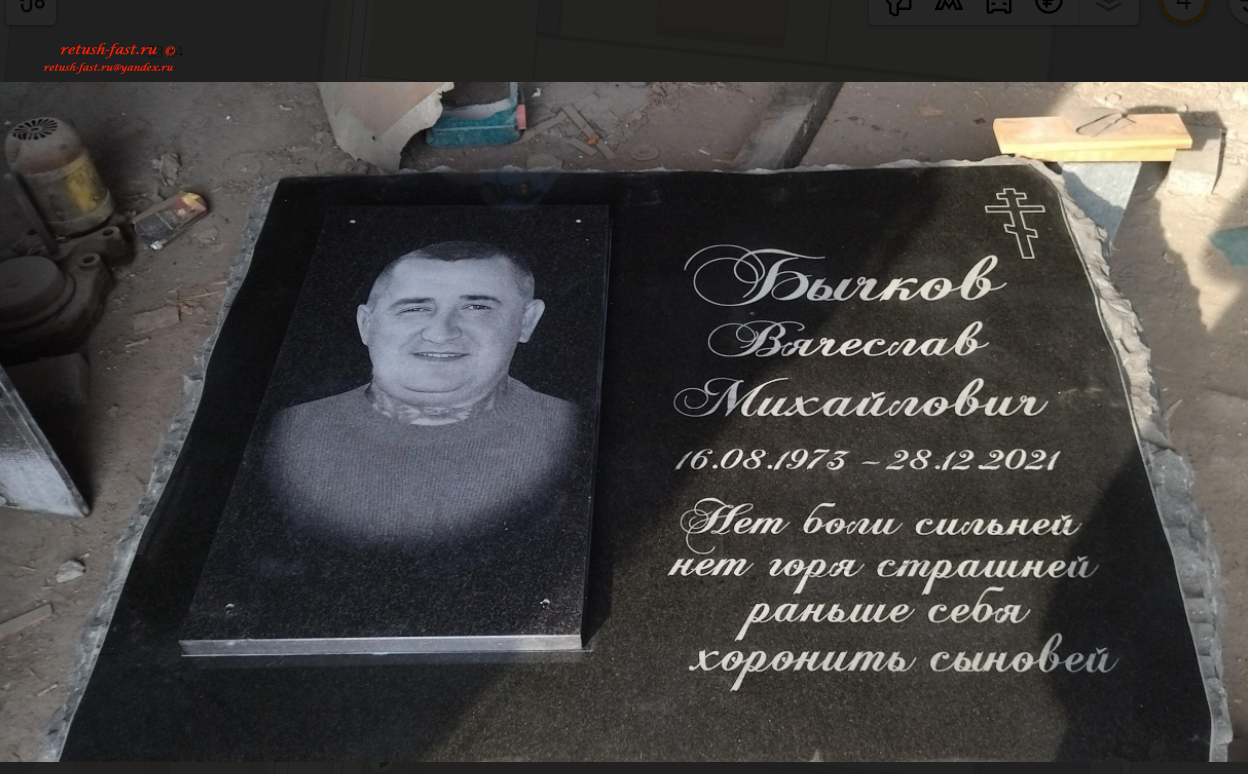 retush-fast.ru ©
retush-fast.ru@yandex.ru
Бычков
Вячеслав
Михайлович
16.08.1973 - 28.12.2021
Нет боли сильней
нет горя страшней
раньше себя
хоронить сыновей